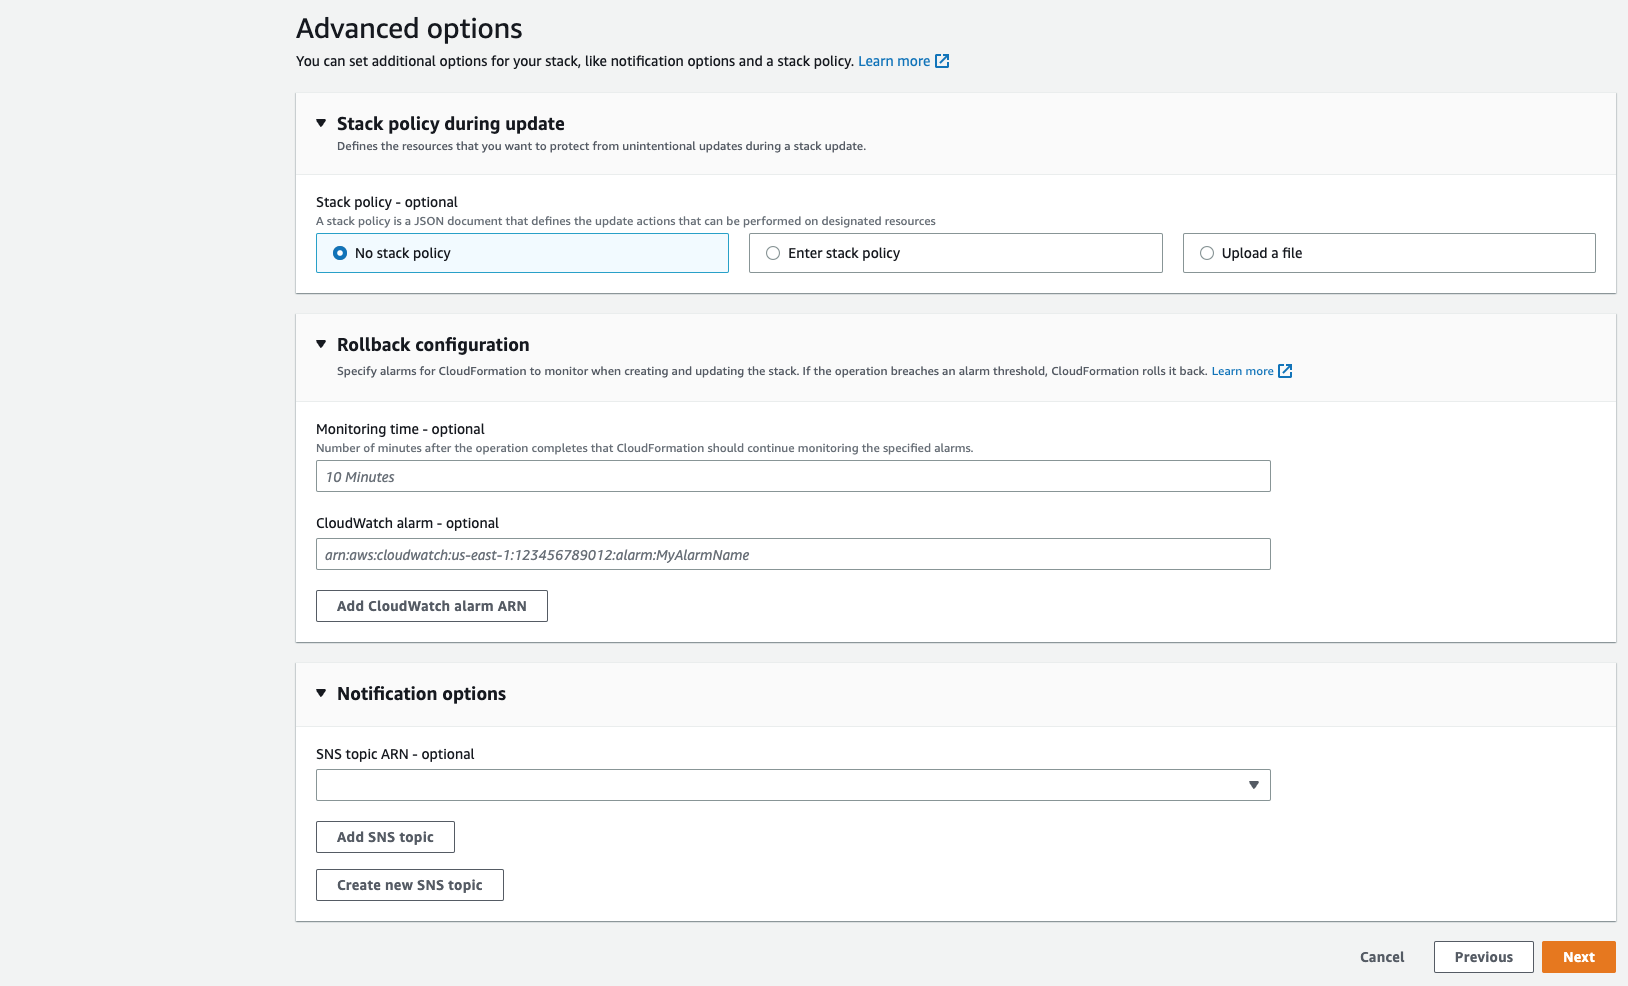 Advanced options
You can set additional options for your stack, like notification options and a stack policy. Learn more
Stack policy during update
Defines the resources that you want to protect from unintentional updates during a stack update.
Stack policy - optional
A stack policy is a JSON document that defines the update actions that can be performed on designated resources
No stack policy
Enter stack policy
Upload a file
Rollback configuration
Specify alarms for CloudFormation to monitor when creating and updating the stack. If the operation breaches an alarm threshold, CloudFormation rolls it back. Learn more
Monitoring time - optional
Number of minutes after the operation completes that CloudFormation should continue monitoring the specified alarms.
10 Minutes
CloudWatch alarm - optional
arn:aws:cloudwatch:us-east-1:123456789012:alarm:MyAlarmName
Add CloudWatch alarm ARN
Notification options
SNS topic ARN - optional
Add SNS topic
Create new SNS topic
Cancel
Previous
Next